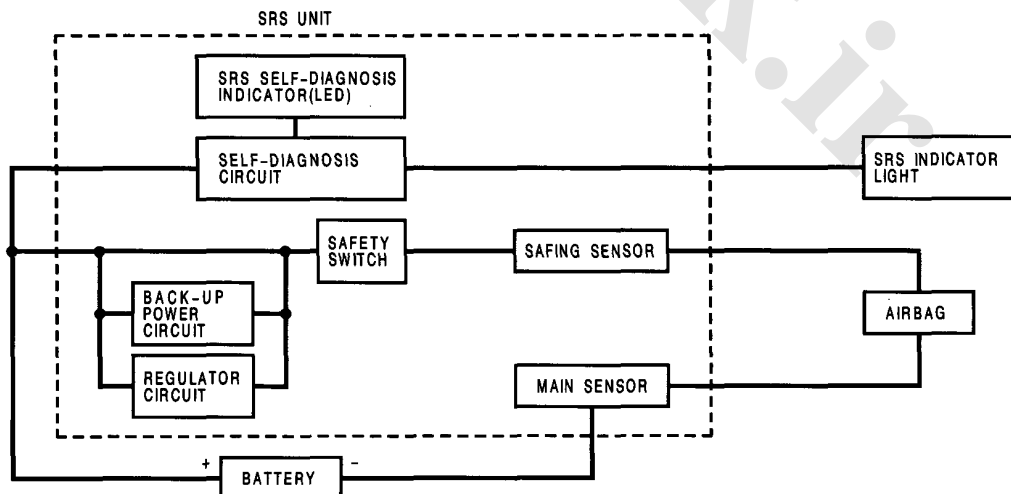 SRS UNIT
SRS SELF-DIAGNOSIS
INDICATOR(LED)
SELF-DIAGNOSIS
CIRCUIT
SRS INDICATOR
LIGHT
SAFETY
SWITCH
SAFING SENSOR
BACK-UP
POWER
CIRCUIT
AIRBAG
REGULATOR
CIRCUIT
MAIN SENSOR
+ BATTERY -